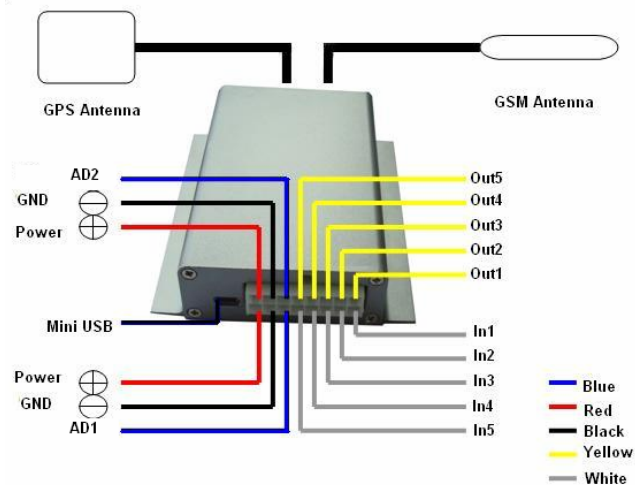 GPS Antenna
GSM Antenna
AD2
GND
Power
Mini USB
Power
GND
AD1
Out5
Out4
Out3
Out2
Out1
In1
In2
In3
In4
In5
Blue
Red
Black
Yellow
White